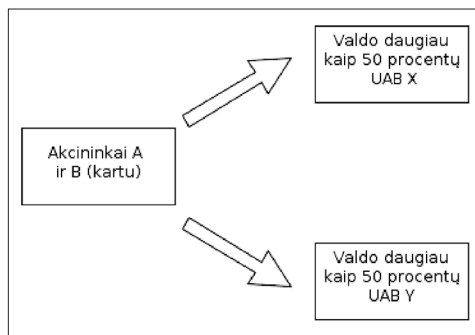 Valdo daugiau
kaip 50 procentų
UAB X
Akcininkai A
ir B (kartu)
Valdo daugiau
kaip 50 procentų
UAB Y